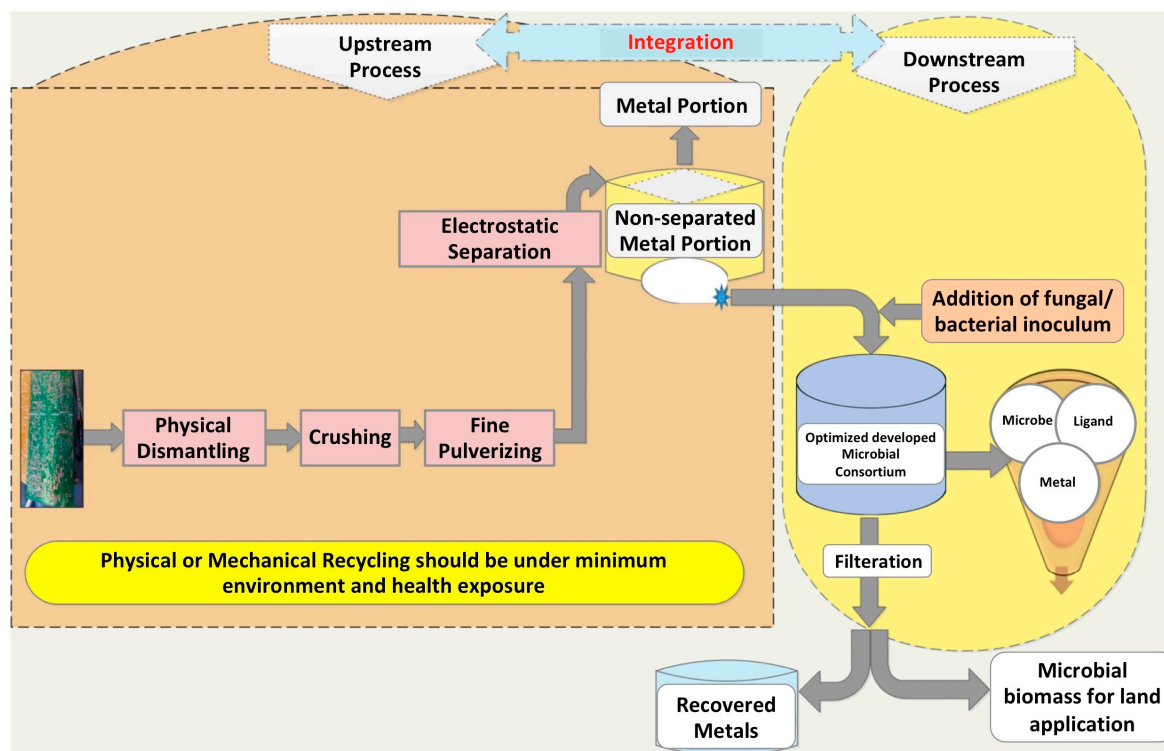 Upstream
Process
Integration
Downstream
Process
Metal Portion
Electrostatic
Separation
Non-separated
Metal Portion
Addition of fungal/
bacterial inoculum
Physical
Dismantling
Crushing
Fine
Pulverizing
Optimized developed
Microbial
Consortium
Microbe
Ligand
Metal
Physical or Mechanical Recycling should be under minimum
environment and health exposure
Filteration
Recovered
Metals
Microbial
biomass for land
application